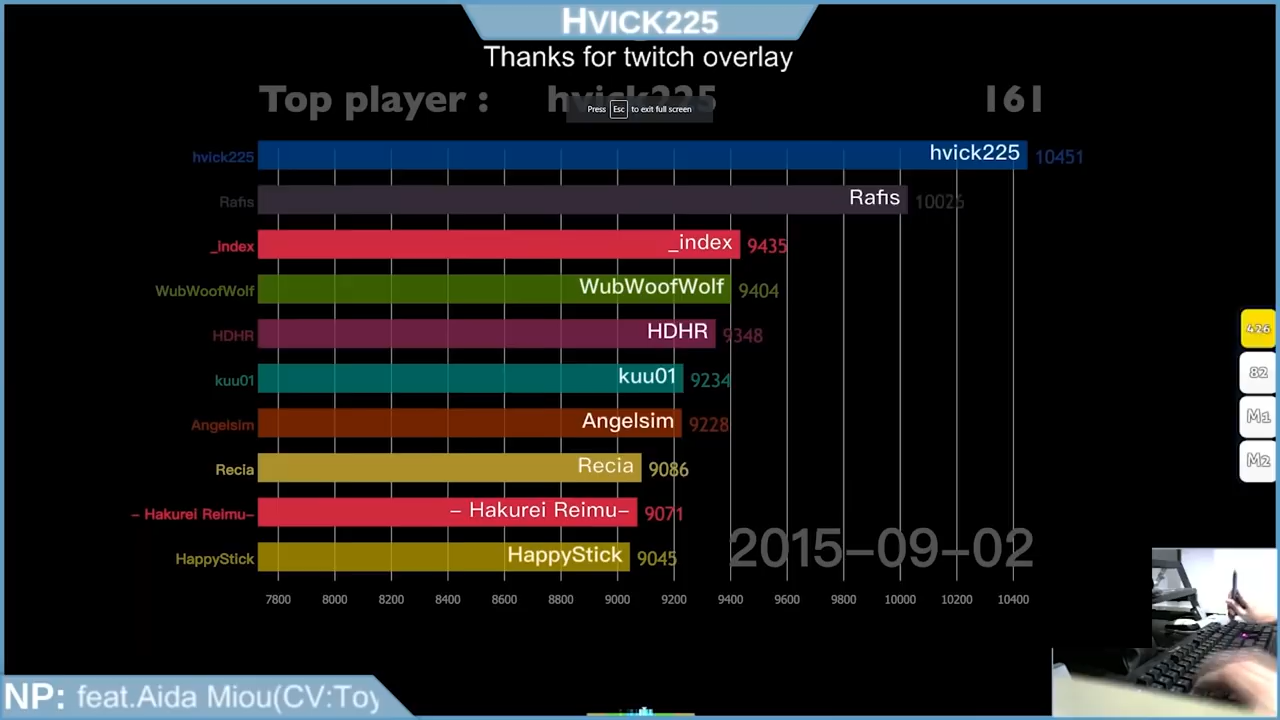 HVICK225
Thanks for twitch overlay
Top player : hvick225 161
Press Esc to exit full screen
hvick225 hvick225 10451
Rafis Rafis 10026
_index _index 9435
WubWoofWolf WubWoofWolf 9404
HDHR HDHR 9348
kuu01 kuu01 9234
Angelsim Angelsim 9228
Recia Recia 9086
– Hakurei Reimu– – Hakurei Reimu– 9071
HappyStick HappyStick 9045
2015–09–02
7800 8000 8200 8400 8600 8800 9000 9200 9400 9600 9800 10000 10200 10400
426
82
M1
M2
NP: feat.Aida Miou(CV:Toy